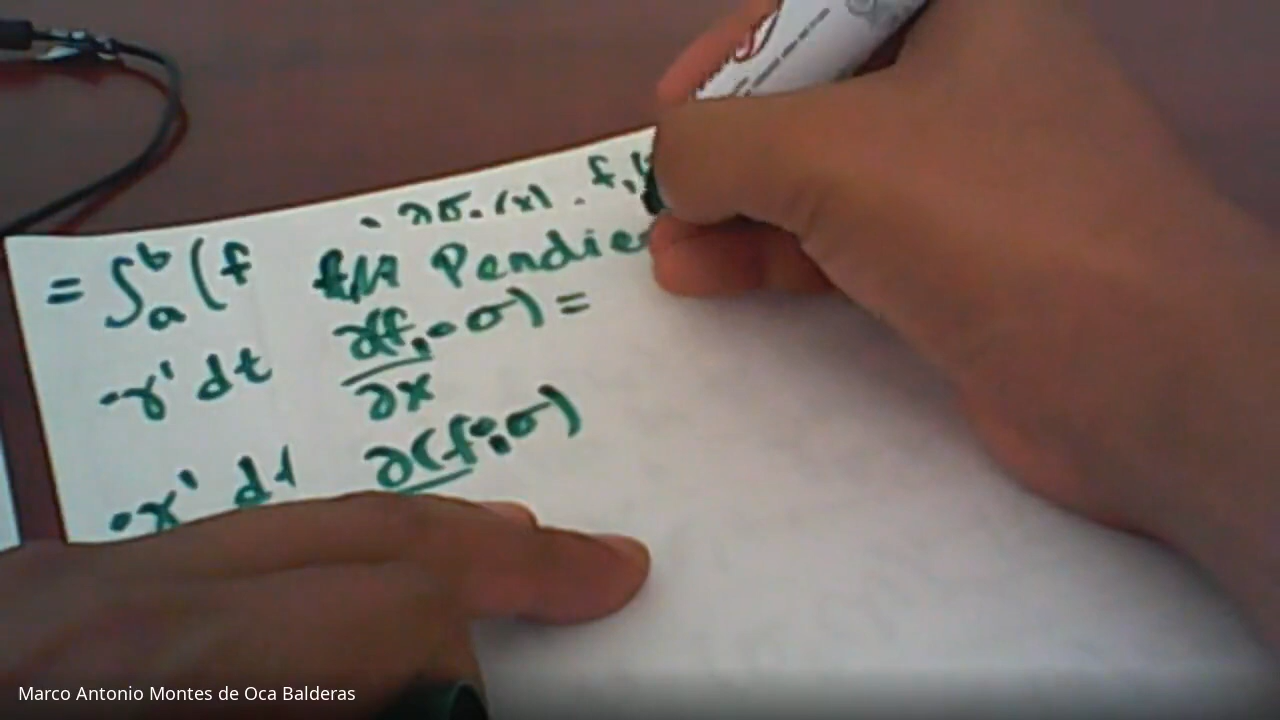 · ∂σ.(x) . f,
= ∫ₐᵇ (f Pendie
∂(f,∘σ) =
∂x
·γ' dt
∂(f∘,σ)
·γ' dt
Marco Antonio Montes de Oca Balderas